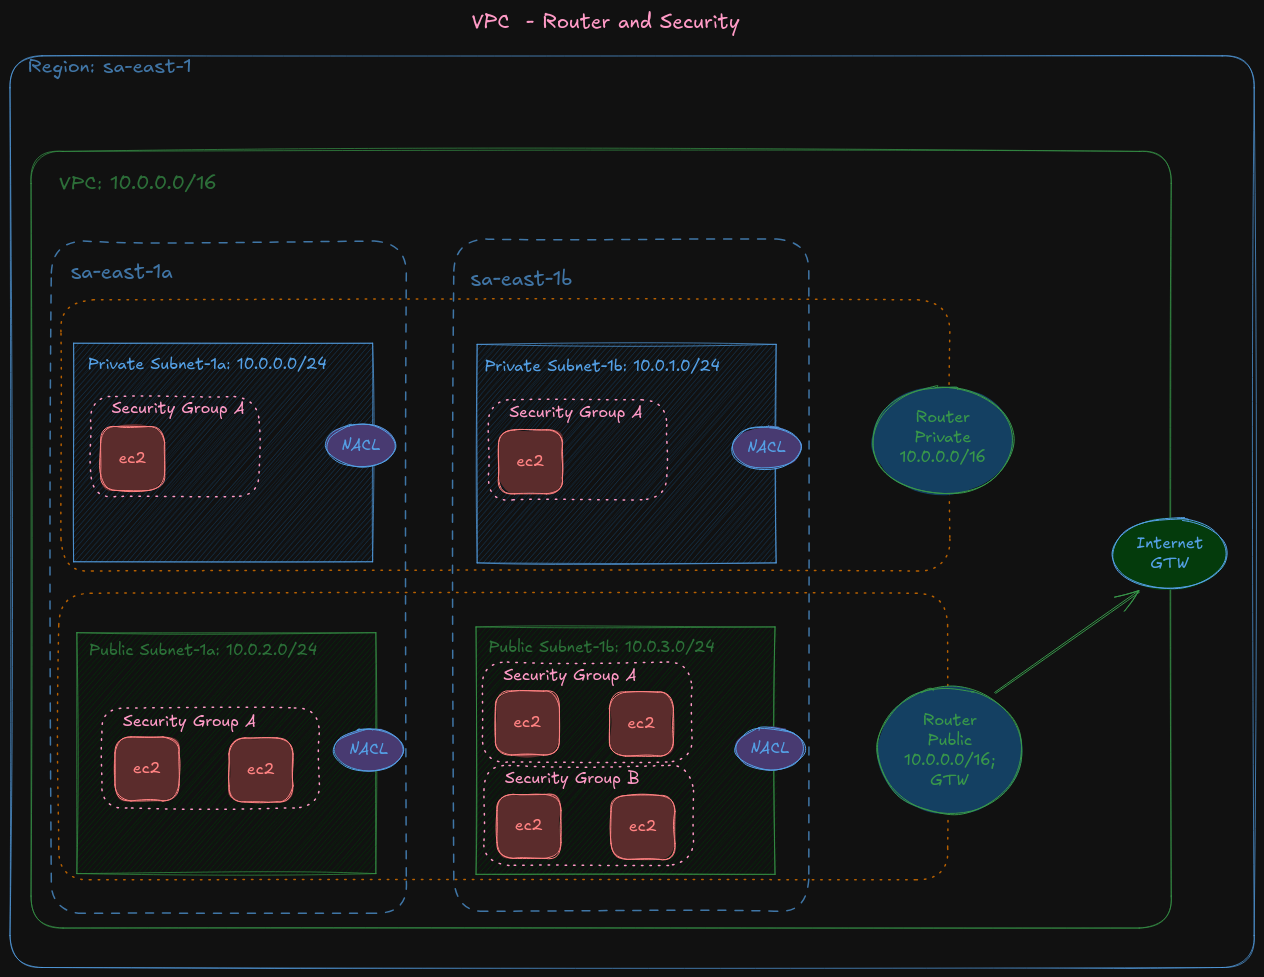 VPC - Router and Security
Region: sa-east-1
VPC: 10.0.0.0/16
sa-east-1a
sa-east-1b
Private Subnet-1a: 10.0.0.0/24
Security Group A
ec2
NACL
Private Subnet-1b: 10.0.1.0/24
Security Group A
ec2
NACL
Router
Private
10.0.0.0/16
Internet
GTW
Public Subnet-1a: 10.0.2.0/24
Security Group A
ec2
ec2
NACL
Public Subnet-1b: 10.0.3.0/24
Security Group A
ec2
ec2
Security Group B
ec2
ec2
NACL
Router
Public
10.0.0.0/16;
GTW